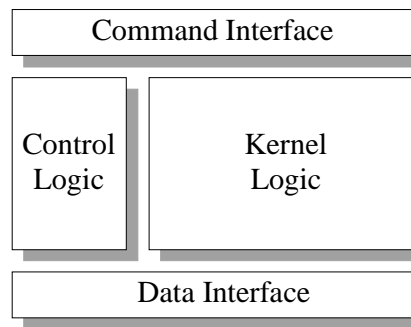 Command Interface
Control
Logic
Kernel
Logic
Data Interface